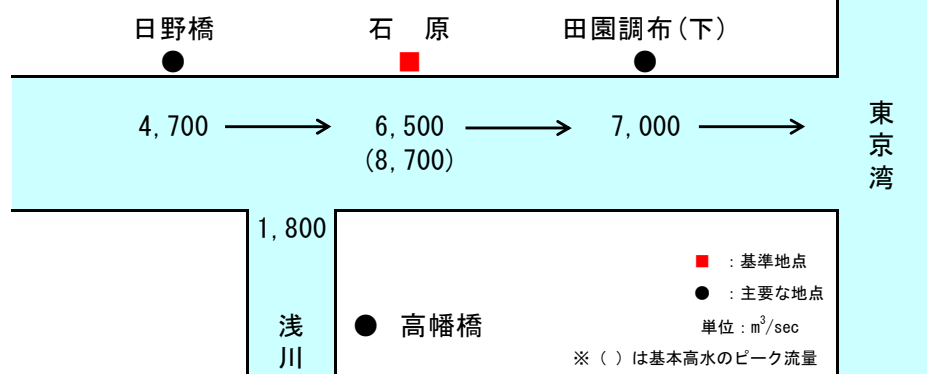 日野橋 石　原 田園調布(下)
4,700 6,500 7,000
(8,700)
東京湾
1,800
■ ：基準地点
● ：主要な地点
浅川
高幡橋
単位：m³/sec
※（ ）は基本高水のピーク流量